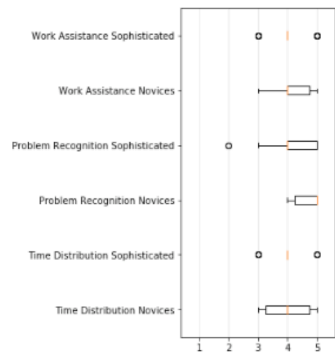 Work Assistance Sophisticated
Work Assistance Novices
Problem Recognition Sophisticated
Problem Recognition Novices
Time Distribution Sophisticated
Time Distribution Novices
1 2 3 4 5